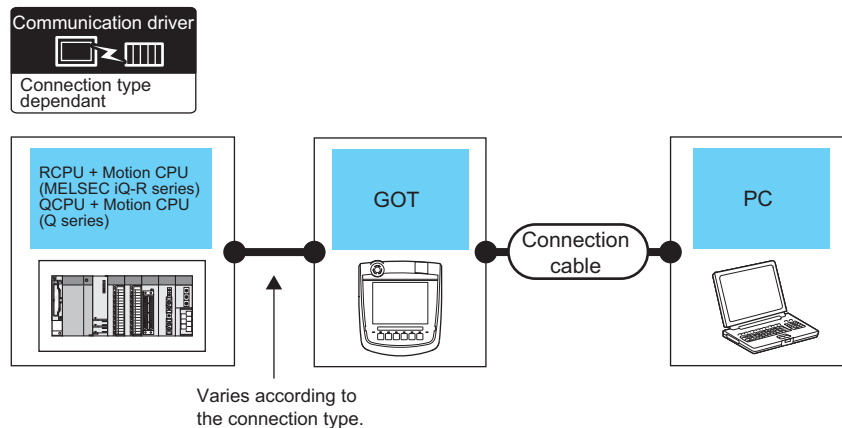 Communication driver
Connection type
dependant
RCPU + Motion CPU
(MELSEC iQ-R series)
QCPU + Motion CPU
(Q series)
GOT
Connection
cable
PC
Varies according to
the connection type.